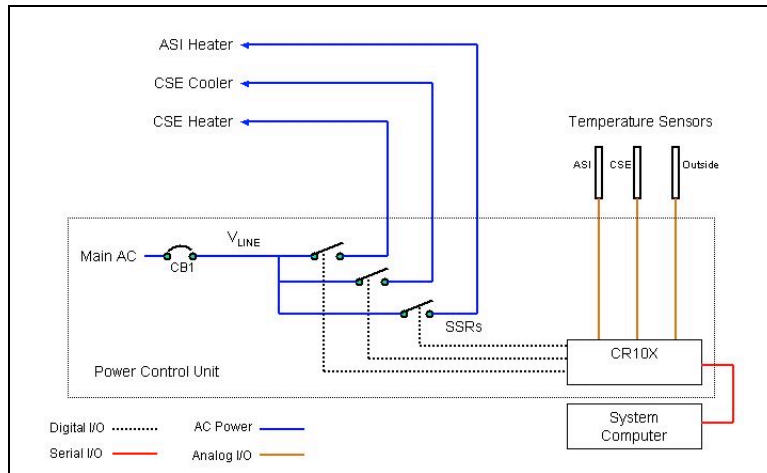 ASI Heater
CSE Cooler
CSE Heater
Temperature Sensors
ASI
CSE
Outside
Main AC
CB1
VLINE
SSRs
CR10X
Power Control Unit
System
Computer
Digital I/O
AC Power
Serial I/O
Analog I/O